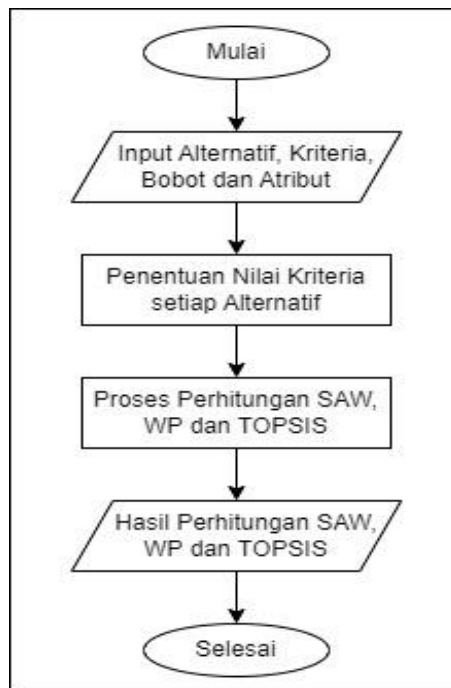 Mulai
Input Alternatif, Kriteria,
Bobot dan Atribut
Penentuan Nilai Kriteria
setiap Alternatif
Proses Perhitungan SAW,
WP dan TOPSIS
Hasil Perhitungan SAW,
WP dan TOPSIS
Selesai